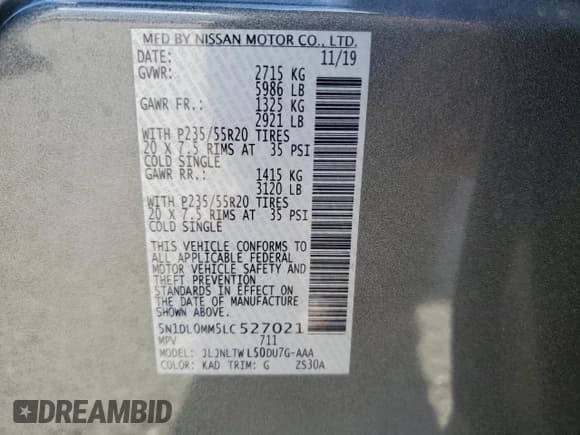 MFD BY NISSAN MOTOR CO., LTD.
DATE: 11/19
GVWR: 2715 KG
5986 LB
GAWR FR.: 1325 KG
2921 LB
WITH P235/55R20 TIRES
20 X 7.5 RIMS AT 35 PSI
COLD SINGLE
GAWR RR.: 1415 KG
3120 LB
WITH P235/55R20 TIRES
20 X 7.5 RIMS AT 35 PSI
COLD SINGLE
THIS VEHICLE CONFORMS TO
ALL APPLICABLE FEDERAL
MOTOR VEHICLE SAFETY AND
THEFT PREVENTION
STANDARDS IN EFFECT ON
THE DATE OF MANUFACTURE
SHOWN ABOVE.
5N1DL0MM5LC527021
MPV 711
MODEL: JLJNLTWL50DU7G-AAA
COLOR: KAD TRIM: G ZS30A
DREAMBID